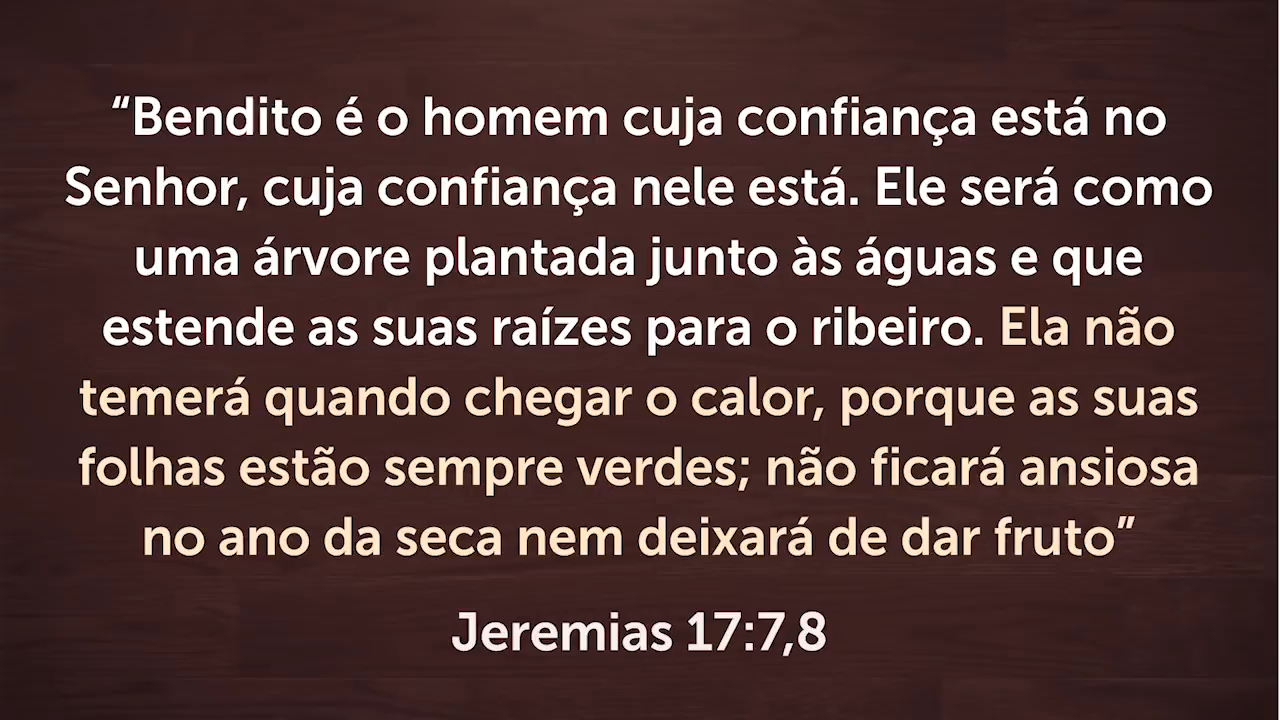 “Bendito é o homem cuja confiança está no
Senhor, cuja confiança nele está. Ele será como
uma árvore plantada junto às águas e que
estende as suas raízes para o ribeiro. Ela não
temerá quando chegar o calor, porque as suas
folhas estão sempre verdes; não ficará ansiosa
no ano da seca nem deixará de dar fruto”
Jeremias 17:7,8